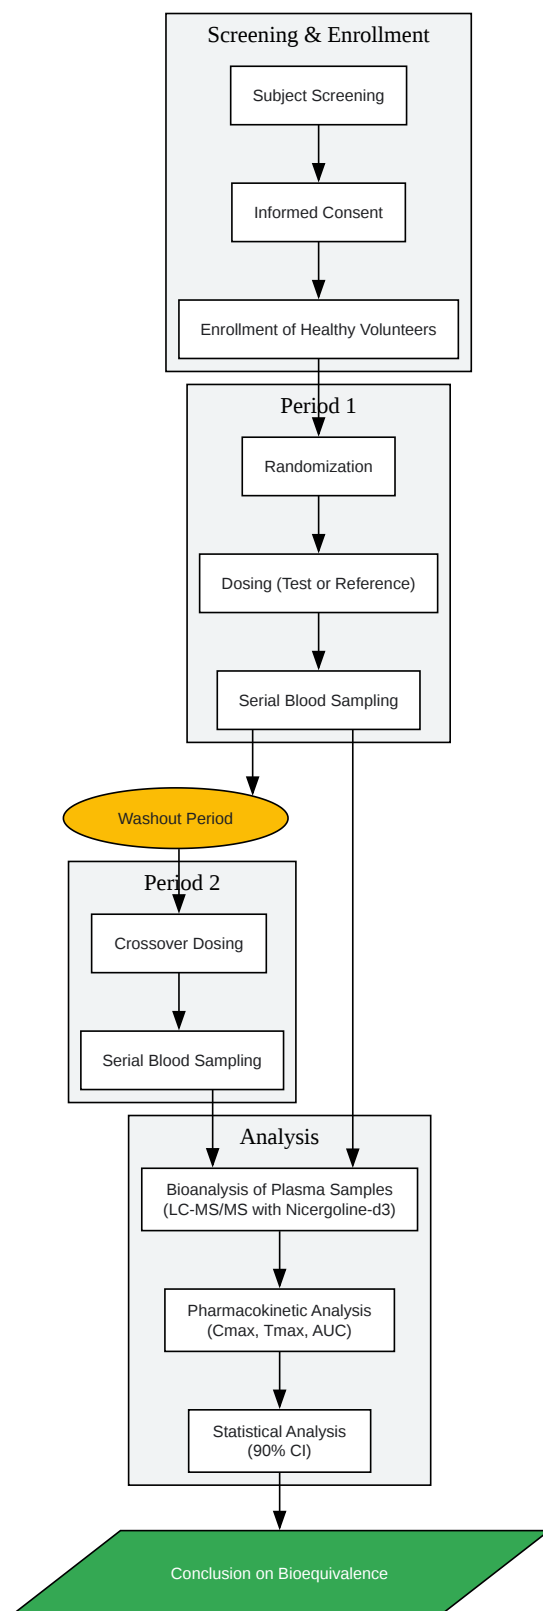 Screening & Enrollment
Subject Screening
Informed Consent
Enrollment of Healthy Volunteers
Period 1
Randomization
Dosing (Test or Reference)
Serial Blood Sampling
Washout Period
Period 2
Crossover Dosing
Serial Blood Sampling
Analysis
Bioanalysis of Plasma Samples
(LC-MS/MS with Nicergoline-d3)
Pharmacokinetic Analysis
(Cmax, Tmax, AUC)
Statistical Analysis
(90% CI)
Conclusion on Bioequivalence